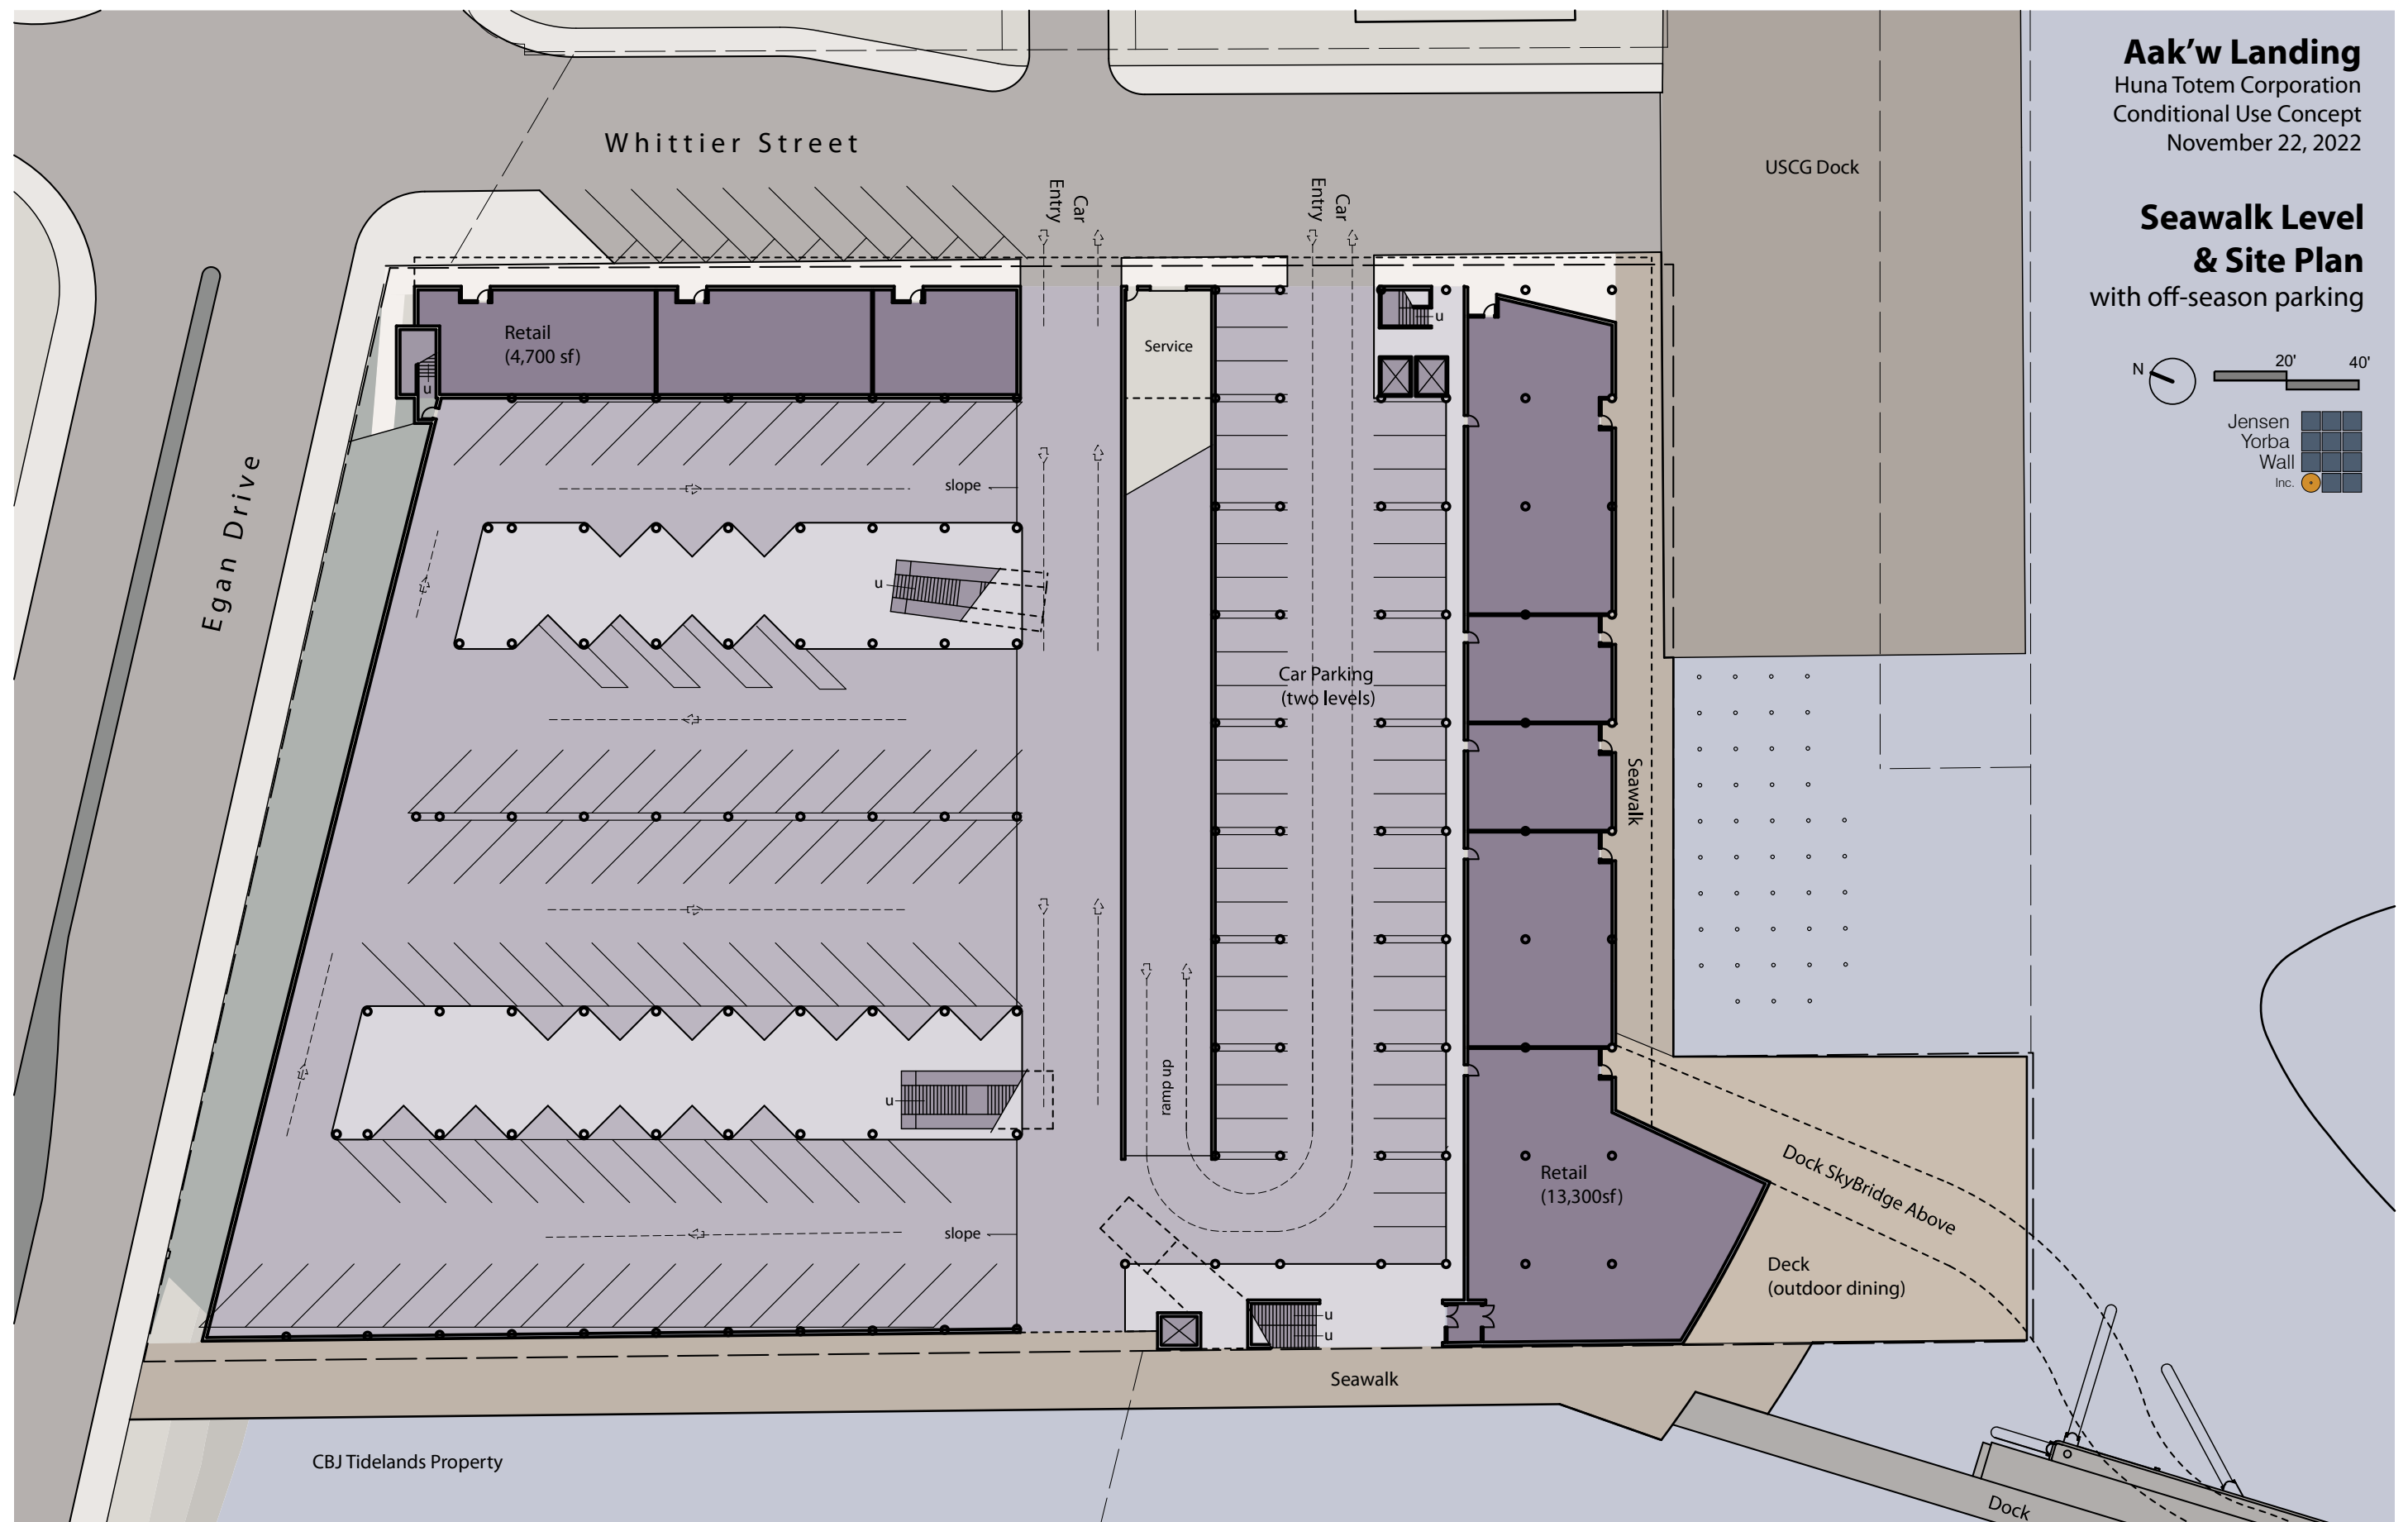 Aak’w Landing
Huna Totem Corporation
Conditional Use Concept
November 22, 2022
Seawalk Level
& Site Plan
with off-season parking
N
20'
40'
Jensen
Yorba
Wall
Inc.
Whittier Street
USCG Dock
Car
Entry
Car
Entry
Retail
(4,700 sf)
Service
u
u
Egan Drive
slope
u
Car Parking
(two levels)
Seawalk
ramp up
u
Dock SkyBridge Above
Retail
(13,300sf)
slope
Deck
(outdoor dining)
u
u
Seawalk
CBJ Tidelands Property
Dock